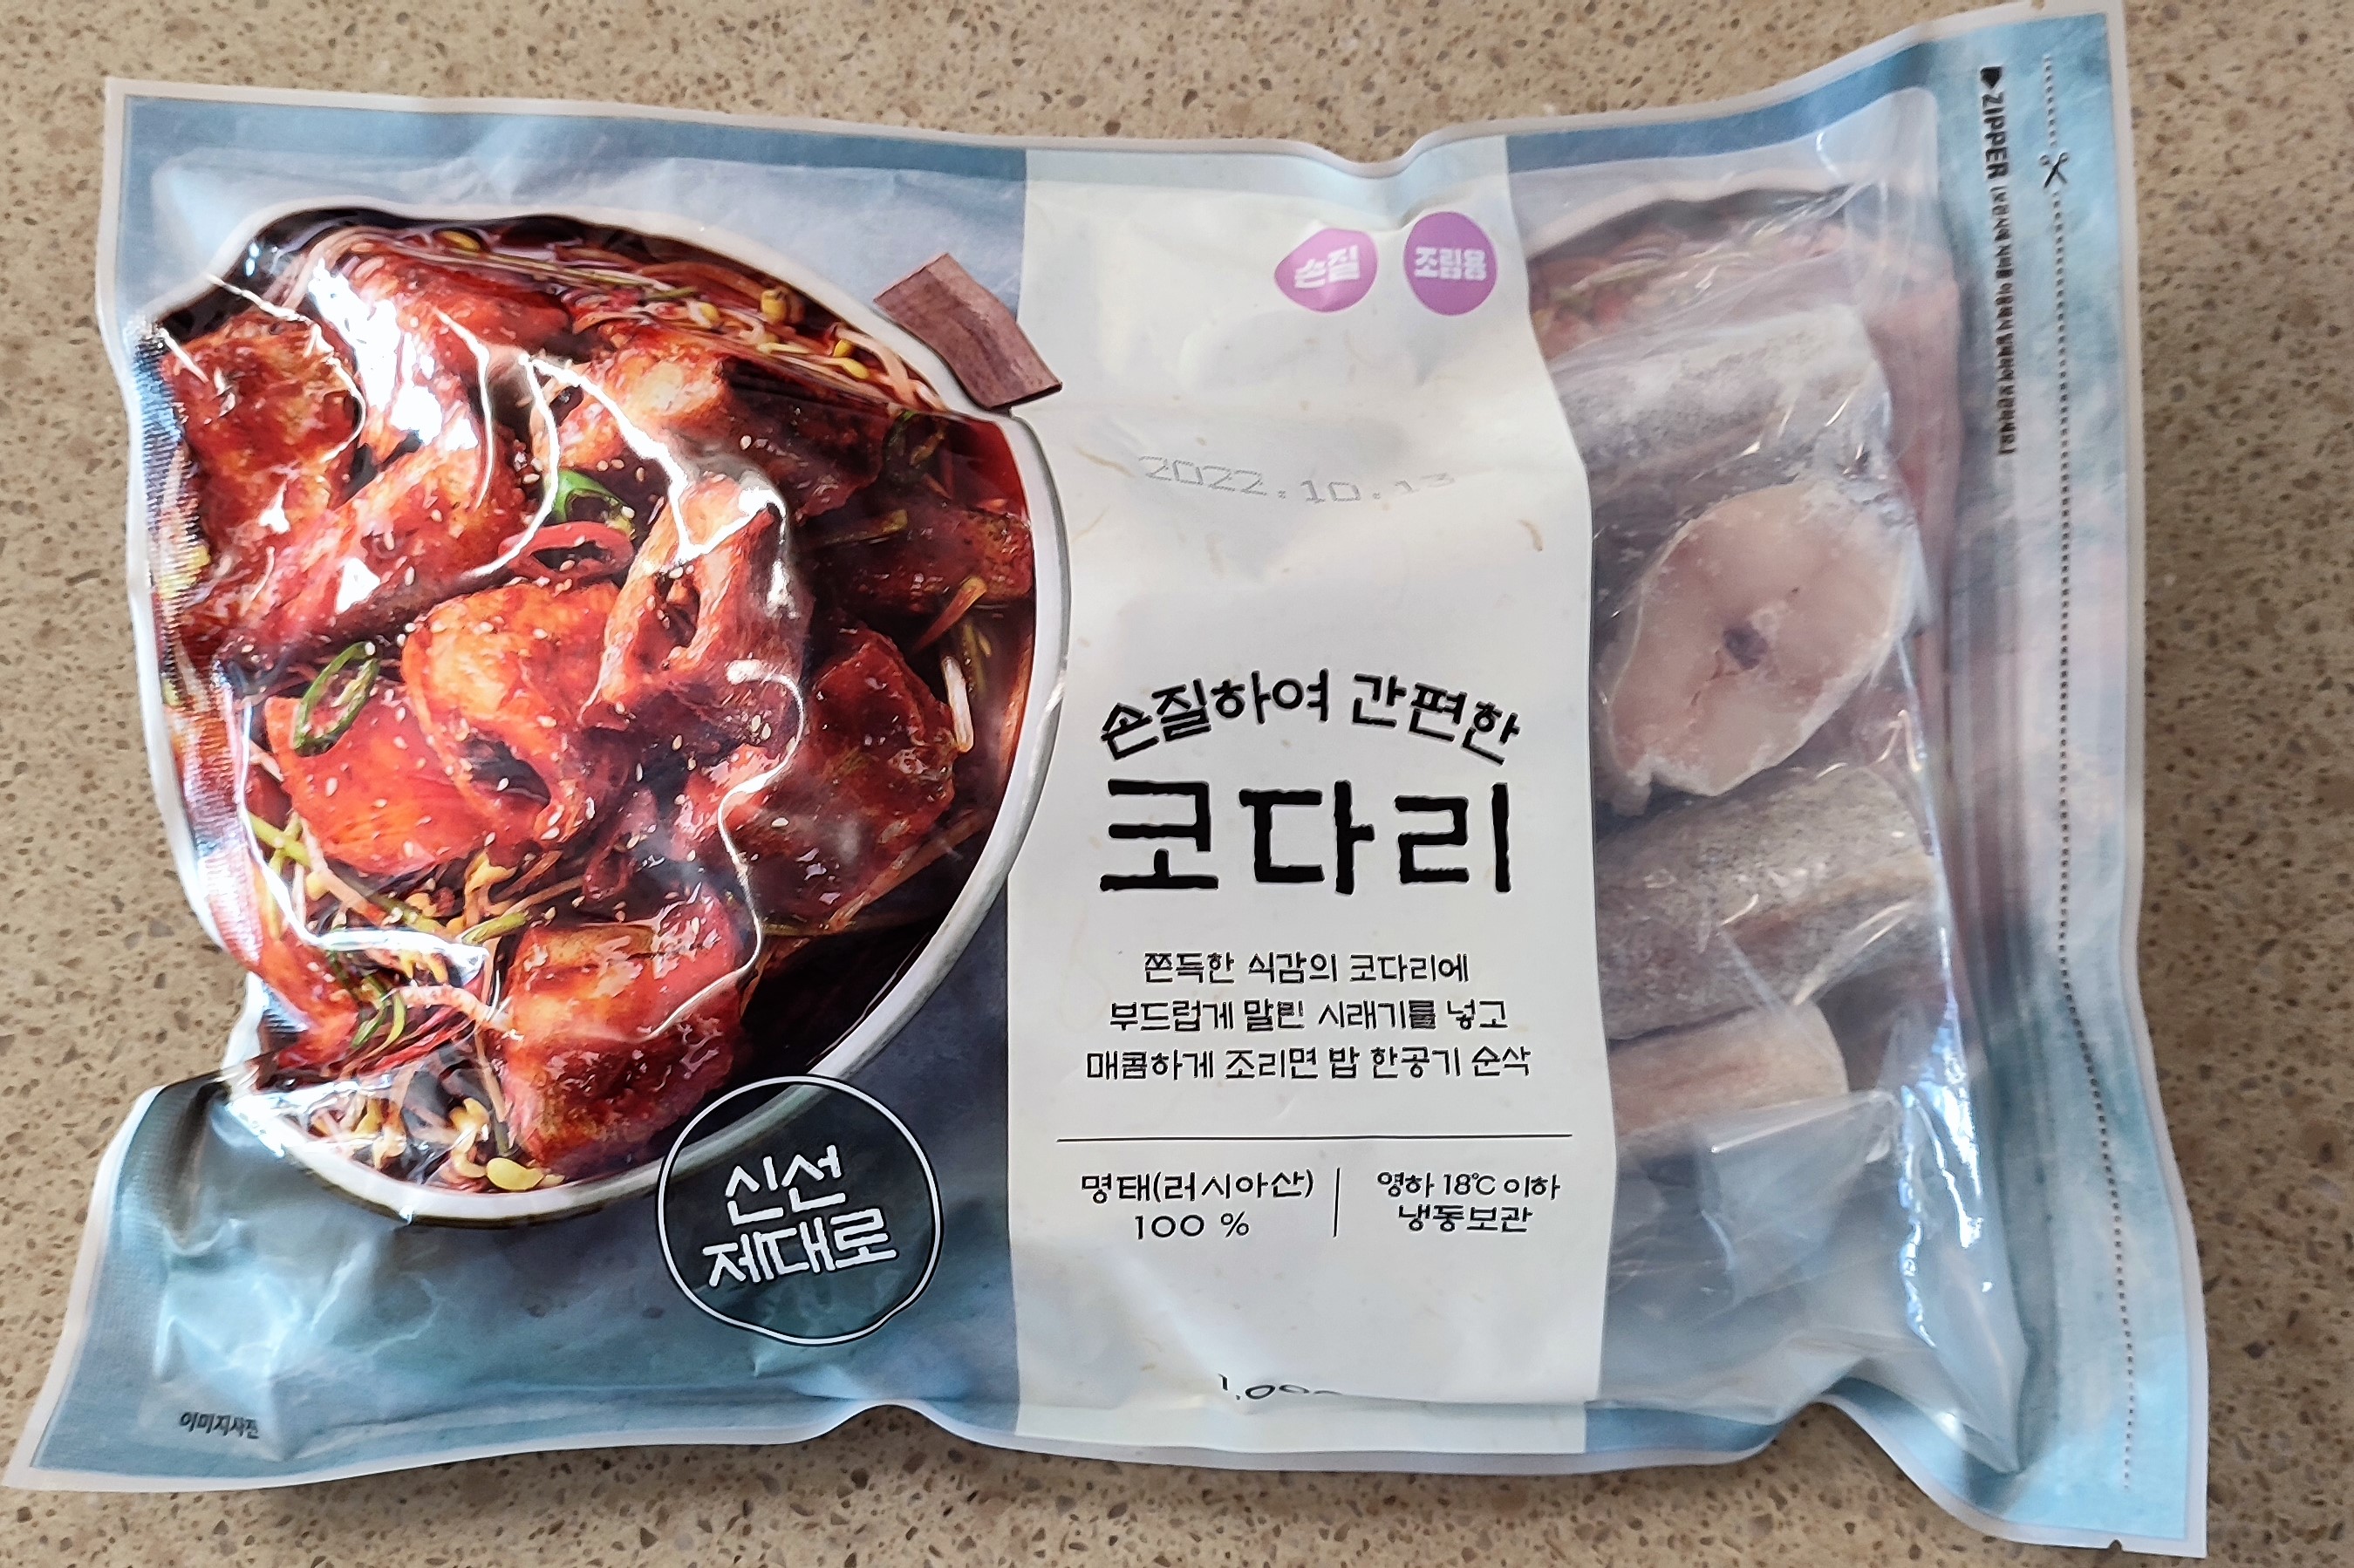 손질
조림용
2022.10.13
손질하여 간편한
코다리
쫀득한 식감의 코다리에
부드럽게 말린 시래기를 넣고
매콤하게 조리면 밥 한공기 순삭
명태(러시아산)
100 %
영하 18℃ 이하
냉동보관
신선
제대로
이미지사진
ZIPPER